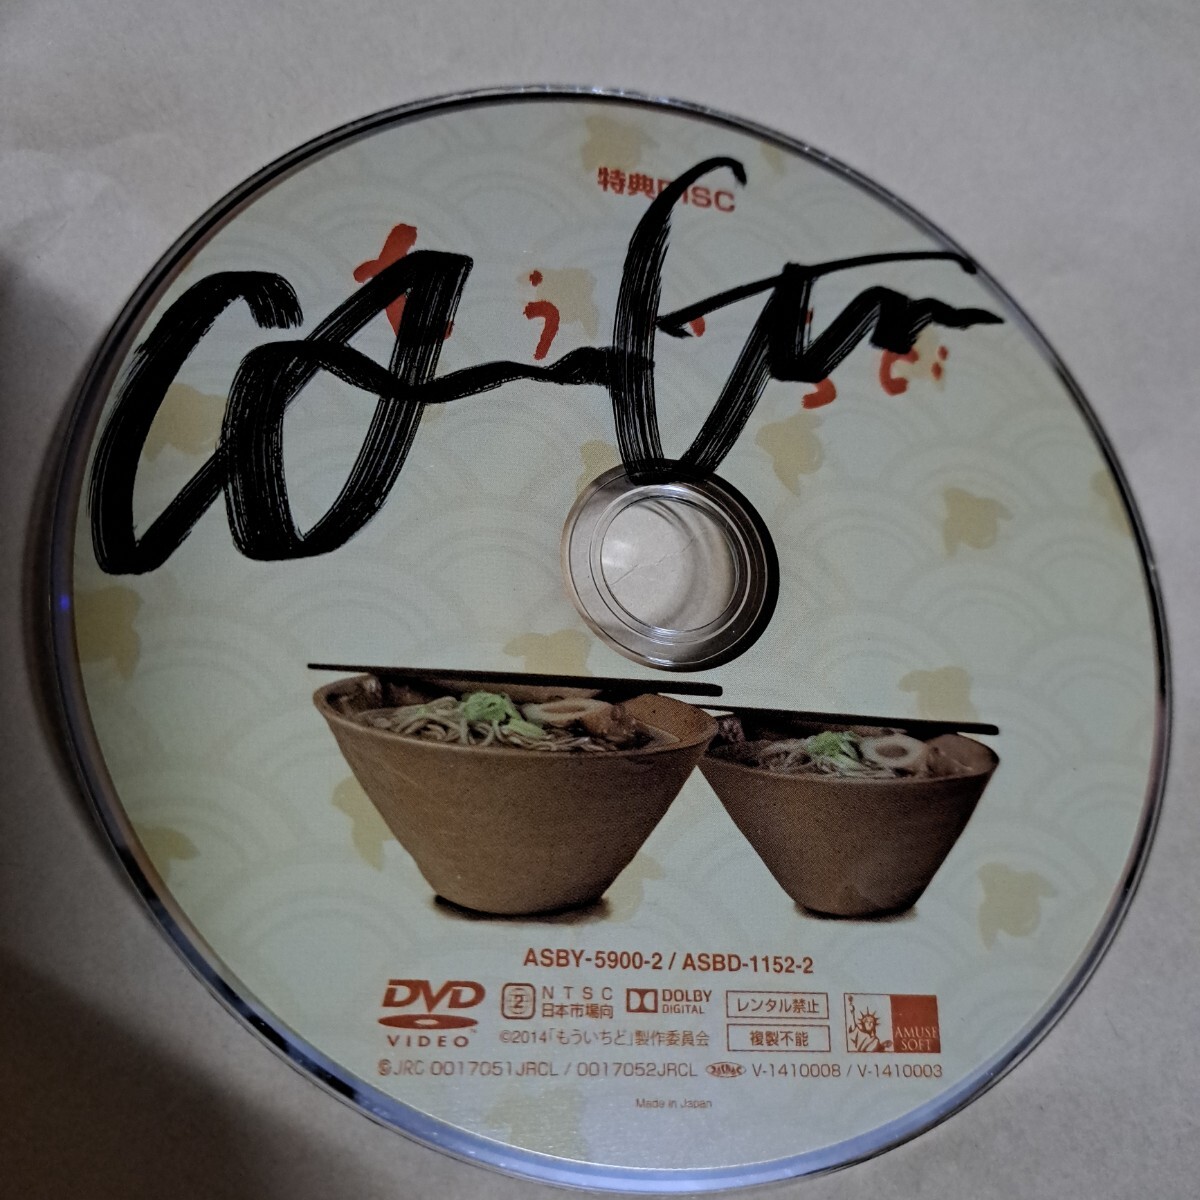 特典DISC
もういちど
ASBY-5900-2 / ASBD-1152-2
DVD
VIDEO
2
NTSC
日本市場向
DOLBY
DIGITAL
レンタル禁止
複製不能
AMUSE
SOFT
©2014「もういちど」製作委員会
JRC 0017051JRCL / 0017052JRCL
V-1410008 / V-1410003
Made in Japan